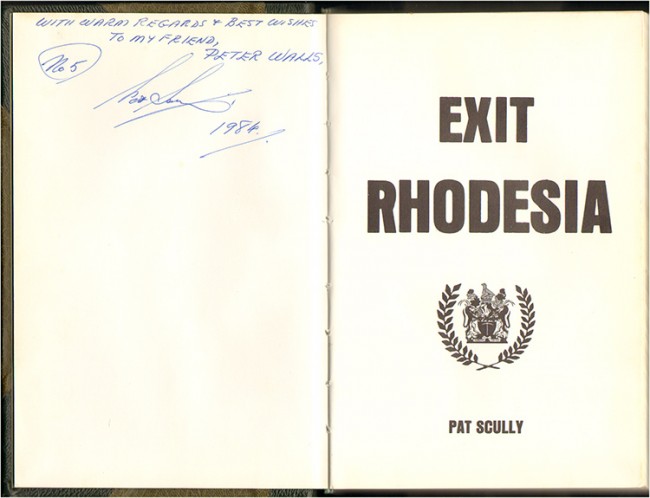 WITH WARM REGARDS & BEST WISHES
TO MY FRIEND,
PETER WALLS,
No 5
1984.
EXIT
RHODESIA
PAT SCULLY